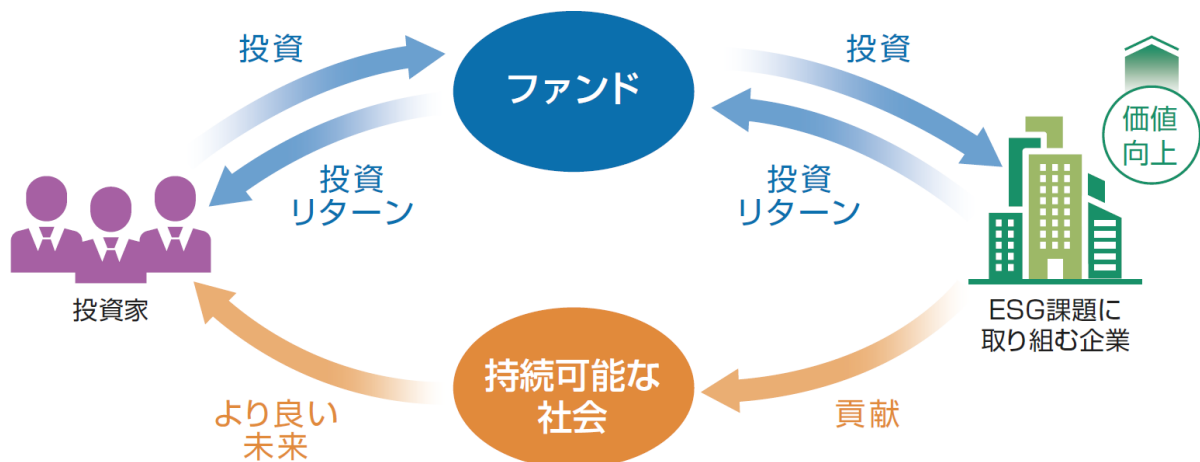 投資
ファンド
投資
価値
向上
投資
リターン
投資
リターン
投資家
ESG課題に
取り組む企業
持続可能な
社会
より良い
未来
貢献